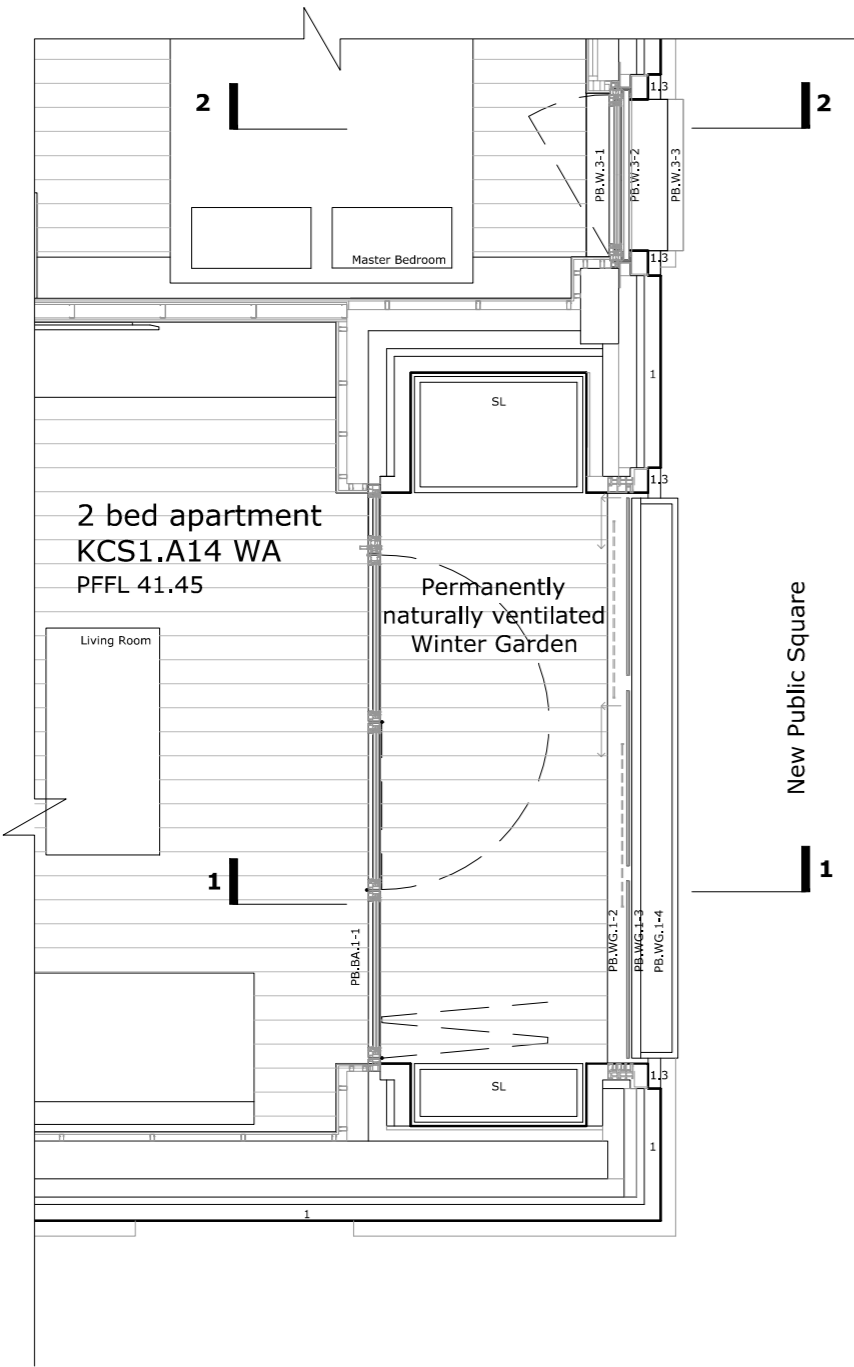 1.3
2
2
PB.W.3-1
PB.W.3-2
PB.W.3-3
Master Bedroom
1.3
1
SL
1.3
2 bed apartment
KCS1.A14 WA
PFFL 41.45
Permanently
naturally ventilated
Winter Garden
Living Room
New Public Square
1
1
PB.BA.1-1
PB.WG.1-2
PB.WG.1-3
PB.WG.1-4
SL
1.3
1
1